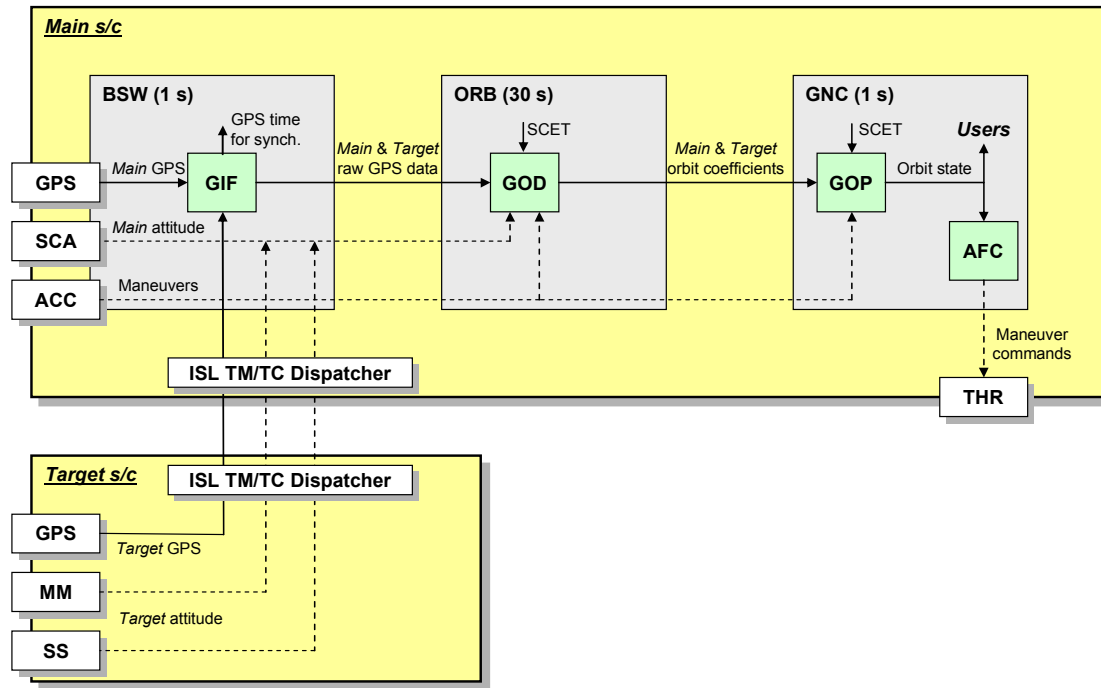 Main s/c
BSW (1 s)
ORB (30 s)
GNC (1 s)
GPS time
for synch.
SCET
SCET
Users
Main & Target
raw GPS data
Main & Target
orbit coefficients
GPS
Main GPS
GIF
GOD
GOP
Orbit state
SCA
Main attitude
AFC
ACC
Maneuvers
Maneuver
commands
ISL TM/TC Dispatcher
THR
Target s/c
ISL TM/TC Dispatcher
GPS
Target GPS
MM
Target attitude
SS